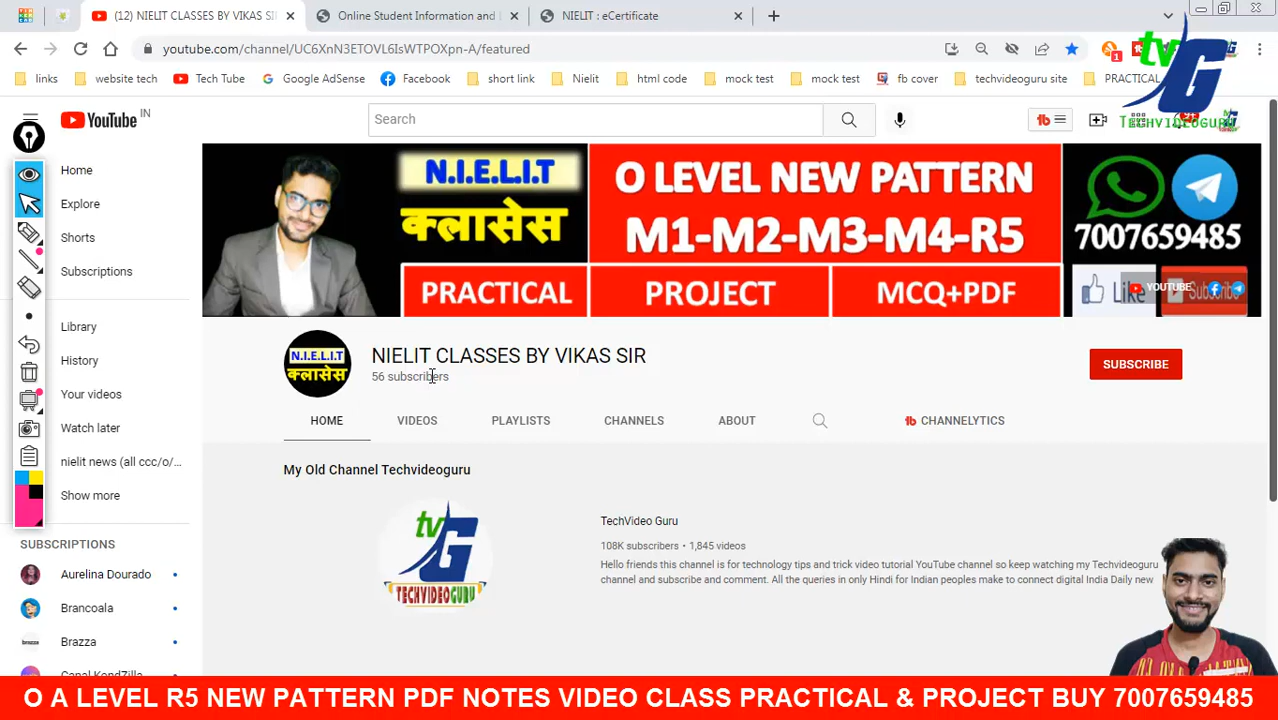 (12) NIELIT CLASSES BY VIKAS SI
Online Student Information and
NIELIT : eCertificate
youtube.com/channel/UC6XnN3ETOVL6IsWTPOXpn-A/featured
links
website tech
Tech Tube
Google AdSense
Facebook
short link
Nielit
html code
mock test
mock test
fb cover
techvideoguru site
PRACTICAL
tv G
TECHVIDEOGURU
YouTube IN
Search
Home
Explore
Shorts
Subscriptions
Library
History
Your videos
Watch later
nielit news (all ccc/o/...
Show more
SUBSCRIPTIONS
Aurelina Dourado
Brancoala
Brazza
Canal KondZilla
N.I.E.L.I.T
क्लासेस
O LEVEL NEW PATTERN
M1-M2-M3-M4-R5
PRACTICAL
PROJECT
MCQ+PDF
7007659485
Like
Subscribe
YOUTUBE
N.I.E.L.I.T
क्लासेस
NIELIT CLASSES BY VIKAS SIR
56 subscribers
SUBSCRIBE
HOME
VIDEOS
PLAYLISTS
CHANNELS
ABOUT
CHANNELYTICS
My Old Channel Techvideoguru
tv G
TECHVIDEOGURU
TechVideo Guru
108K subscribers • 1,845 videos
Hello friends this channel is for technology tips and trick video tutorial YouTube channel so keep watching my Techvideoguru
channel and subscribe and comment. All the queries in only Hindi for Indian peoples make to connect digital India Daily new
O A LEVEL R5 NEW PATTERN PDF NOTES VIDEO CLASS PRACTICAL & PROJECT BUY 7007659485